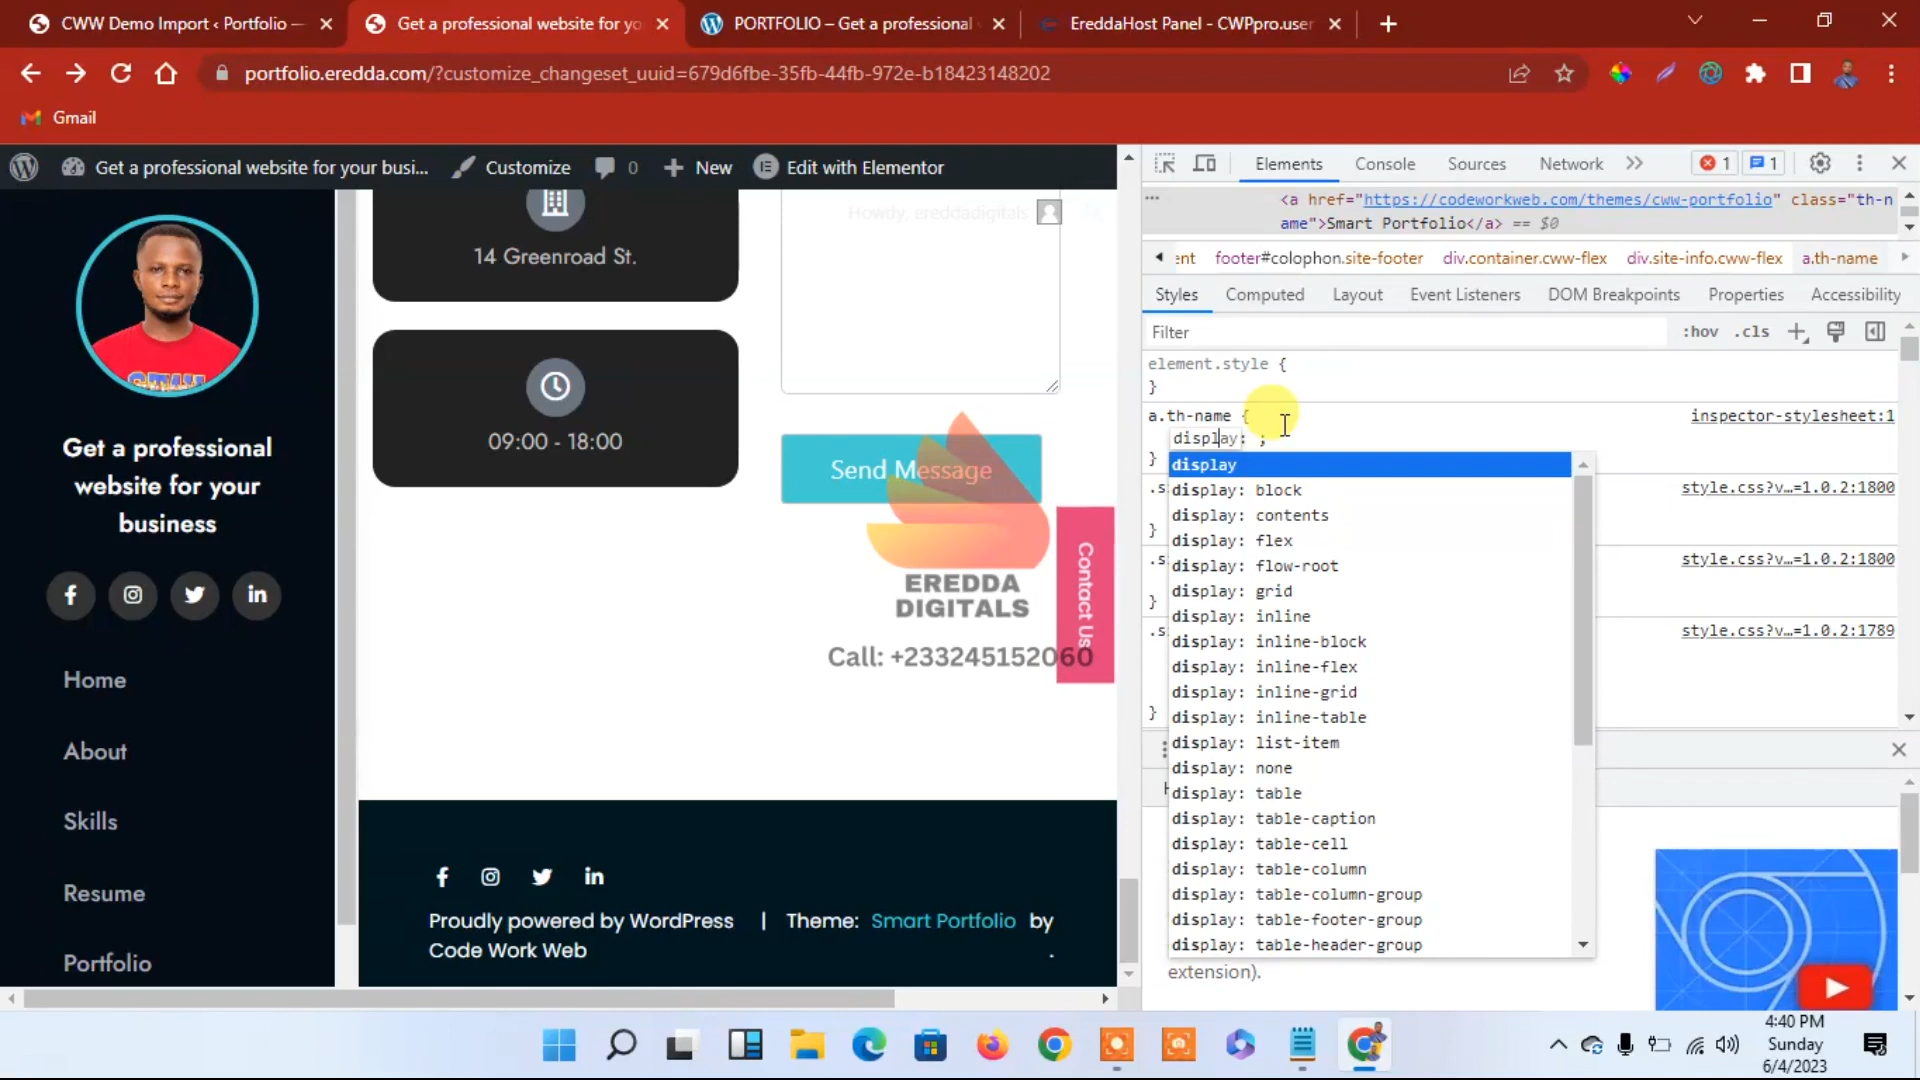 CWW Demo Import ‹ Portfolio —
Get a professional website for yo
PORTFOLIO – Get a professional
EreddaHost Panel - CWPpro.user
portfolio.eredda.com/?customize_changeset_uuid=679d6fbe-35fb-44fb-972e-b18423148202
Gmail
Get a professional website for your busi...
Customize
0
New
Edit with Elementor
Howdy, ereddadigitals
Get a professional
website for your
business
Home
About
Skills
Resume
Portfolio
14 Greenroad St.
09:00 - 18:00
Send Message
EREDDA
DIGITALS
Call: +233245152060
Contact Us
Proudly powered by WordPress | Theme: Smart Portfolio by
Code Work Web .
Elements Console Sources Network 1 1
... <a href="https://codeworkweb.com/themes/cww-portfolio" class="th-n
ame">Smart Portfolio</a> == $0
ent footer#colophon.site-footer div.container.cww-flex div.site-info.cww-flex a.th-name
Styles Computed Layout Event Listeners DOM Breakpoints Properties Accessibility
Filter :hov .cls
element.style {
}
a.th-name { inspector-stylesheet:1
display: ;
}
display
display: block
display: contents
display: flex
display: flow-root
display: grid
display: inline
display: inline-block
display: inline-flex
display: inline-grid
display: inline-table
display: list-item
display: none
display: table
display: table-caption
display: table-cell
display: table-column
display: table-column-group
display: table-footer-group
display: table-header-group
.s style.css?v…=1.0.2:1800
}
.s style.css?v…=1.0.2:1800
}
.s style.css?v…=1.0.2:1789
}
extension).
4:40 PM
Sunday
6/4/2023